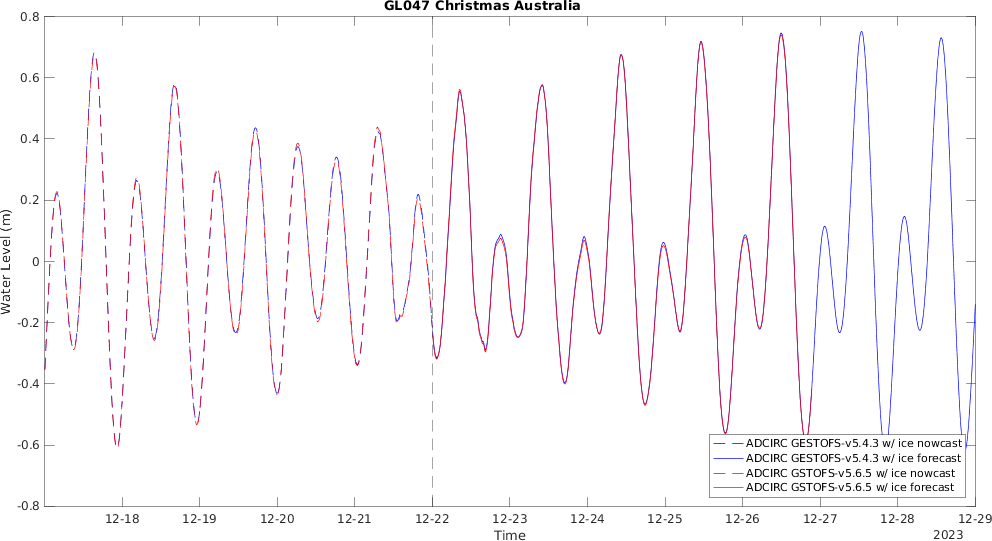 GL047 Christmas Australia
0.8
0.6
0.4
0.2
0
-0.2
-0.4
-0.6
-0.8
Water Level (m)
12-18 12-19 12-20 12-21 12-22 12-23 12-24 12-25 12-26 12-27 12-28 12-29
Time
2023
ADCIRC GESTOFS-v5.4.3 w/ ice nowcast
ADCIRC GESTOFS-v5.4.3 w/ ice forecast
ADCIRC GSTOFS-v5.6.5 w/ ice nowcast
ADCIRC GSTOFS-v5.6.5 w/ ice forecast